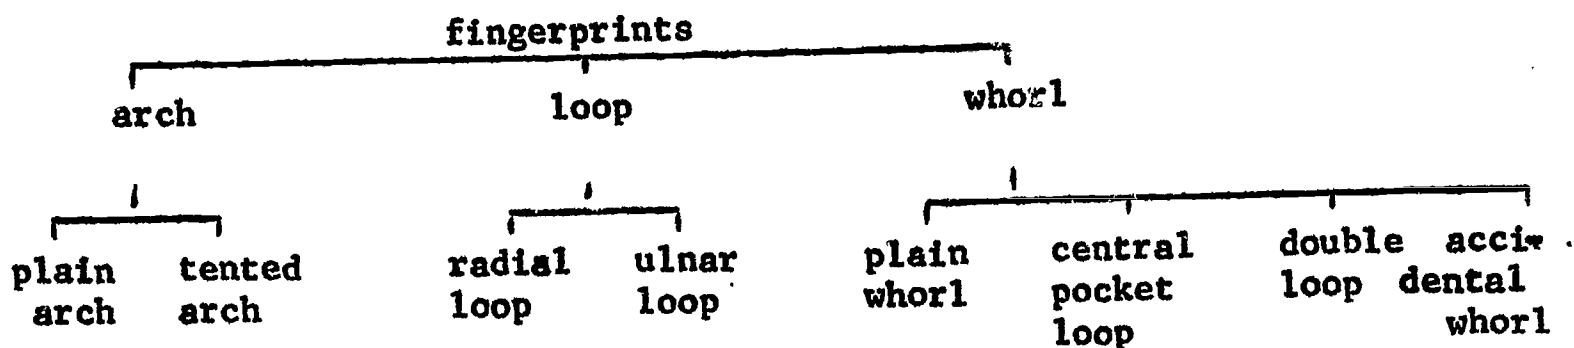 fingerprints
arch loop whorl
plain tented radial ulnar plain central double acci-
arch arch loop loop whorl pocket loop dental
loop whorl